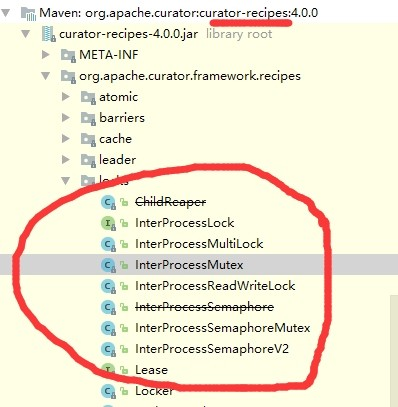 Maven: org.apache.curator:curator-recipes:4.0.0
curator-recipes-4.0.0.jar library root
META-INF
org.apache.curator.framework.recipes
atomic
barriers
cache
leader
locks
ChildReaper
InterProcessLock
InterProcessMultiLock
InterProcessMutex
InterProcessReadWriteLock
InterProcessSemaphore
InterProcessSemaphoreMutex
InterProcessSemaphoreV2
Lease
Locker